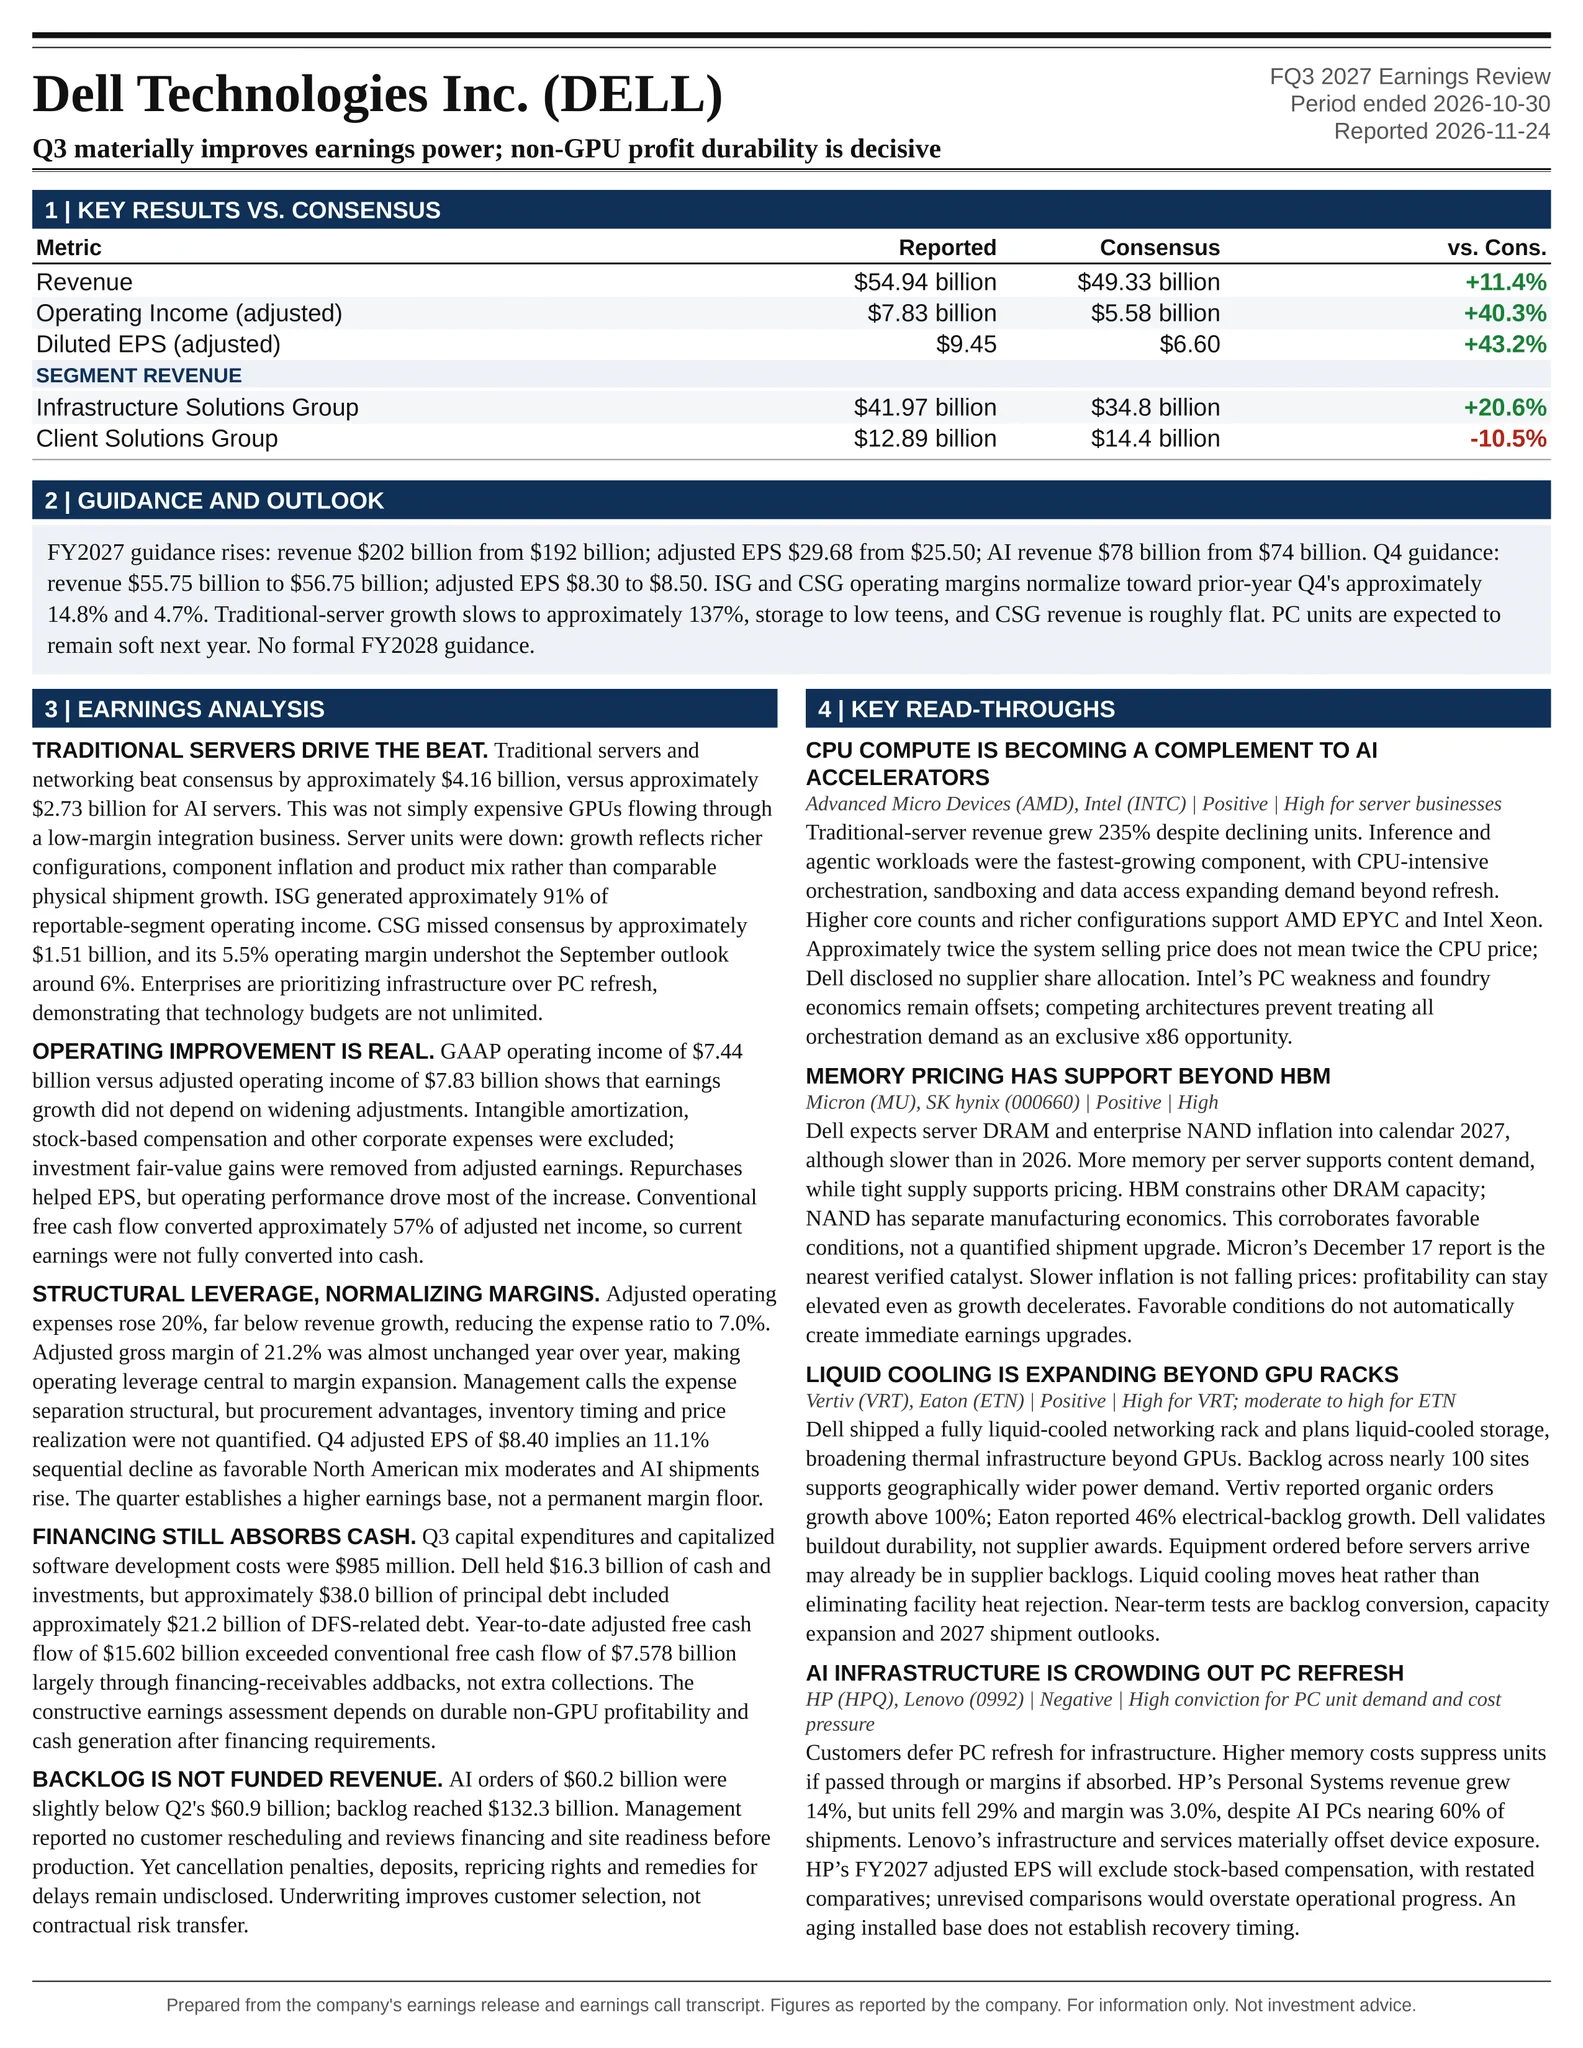 Dell Technologies Inc. (DELL)
Q3 materially improves earnings power; non-GPU profit durability is decisive
FQ3 2027 Earnings Review
Period ended 2026-10-30
Reported 2026-11-24
1 | KEY RESULTS VS. CONSENSUS
Metric Reported Consensus vs. Cons.
Revenue $54.94 billion $49.33 billion +11.4%
Operating Income (adjusted) $7.83 billion $5.58 billion +40.3%
Diluted EPS (adjusted) $9.45 $6.60 +43.2%
SEGMENT REVENUE
Infrastructure Solutions Group $41.97 billion $34.8 billion +20.6%
Client Solutions Group $12.89 billion $14.4 billion -10.5%
2 | GUIDANCE AND OUTLOOK
FY2027 guidance rises: revenue $202 billion from $192 billion; adjusted EPS $29.68 from $25.50; AI revenue $78 billion from $74 billion. Q4 guidance:
revenue $55.75 billion to $56.75 billion; adjusted EPS $8.30 to $8.50. ISG and CSG operating margins normalize toward prior-year Q4's approximately
14.8% and 4.7%. Traditional-server growth slows to approximately 137%, storage to low teens, and CSG revenue is roughly flat. PC units are expected to
remain soft next year. No formal FY2028 guidance.
3 | EARNINGS ANALYSIS
TRADITIONAL SERVERS DRIVE THE BEAT. Traditional servers and
networking beat consensus by approximately $4.16 billion, versus approximately
$2.73 billion for AI servers. This was not simply expensive GPUs flowing through
a low-margin integration business. Server units were down: growth reflects richer
configurations, component inflation and product mix rather than comparable
physical shipment growth. ISG generated approximately 91% of
reportable-segment operating income. CSG missed consensus by approximately
$1.51 billion, and its 5.5% operating margin undershot the September outlook
around 6%. Enterprises are prioritizing infrastructure over PC refresh,
demonstrating that technology budgets are not unlimited.
OPERATING IMPROVEMENT IS REAL. GAAP operating income of $7.44
billion versus adjusted operating income of $7.83 billion shows that earnings
growth did not depend on widening adjustments. Intangible amortization,
stock-based compensation and other corporate expenses were excluded;
investment fair-value gains were removed from adjusted earnings. Repurchases
helped EPS, but operating performance drove most of the increase. Conventional
free cash flow converted approximately 57% of adjusted net income, so current
earnings were not fully converted into cash.
STRUCTURAL LEVERAGE, NORMALIZING MARGINS. Adjusted operating
expenses rose 20%, far below revenue growth, reducing the expense ratio to 7.0%.
Adjusted gross margin of 21.2% was almost unchanged year over year, making
operating leverage central to margin expansion. Management calls the expense
separation structural, but procurement advantages, inventory timing and price
realization were not quantified. Q4 adjusted EPS of $8.40 implies an 11.1%
sequential decline as favorable North American mix moderates and AI shipments
rise. The quarter establishes a higher earnings base, not a permanent margin floor.
FINANCING STILL ABSORBS CASH. Q3 capital expenditures and capitalized
software development costs were $985 million. Dell held $16.3 billion of cash and
investments, but approximately $38.0 billion of principal debt included
approximately $21.2 billion of DFS-related debt. Year-to-date adjusted free cash
flow of $15.602 billion exceeded conventional free cash flow of $7.578 billion
largely through financing-receivables addbacks, not extra collections. The
constructive earnings assessment depends on durable non-GPU profitability and
cash generation after financing requirements.
BACKLOG IS NOT FUNDED REVENUE. AI orders of $60.2 billion were
slightly below Q2's $60.9 billion; backlog reached $132.3 billion. Management
reported no customer rescheduling and reviews financing and site readiness before
production. Yet cancellation penalties, deposits, repricing rights and remedies for
delays remain undisclosed. Underwriting improves customer selection, not
contractual risk transfer.
4 | KEY READ-THROUGHS
CPU COMPUTE IS BECOMING A COMPLEMENT TO AI
ACCELERATORS
Advanced Micro Devices (AMD), Intel (INTC) | Positive | High for server businesses
Traditional-server revenue grew 235% despite declining units. Inference and
agentic workloads were the fastest-growing component, with CPU-intensive
orchestration, sandboxing and data access expanding demand beyond refresh.
Higher core counts and richer configurations support AMD EPYC and Intel Xeon.
Approximately twice the system selling price does not mean twice the CPU price;
Dell disclosed no supplier share allocation. Intel’s PC weakness and foundry
economics remain offsets; competing architectures prevent treating all
orchestration demand as an exclusive x86 opportunity.
MEMORY PRICING HAS SUPPORT BEYOND HBM
Micron (MU), SK hynix (000660) | Positive | High
Dell expects server DRAM and enterprise NAND inflation into calendar 2027,
although slower than in 2026. More memory per server supports content demand,
while tight supply supports pricing. HBM constrains other DRAM capacity;
NAND has separate manufacturing economics. This corroborates favorable
conditions, not a quantified shipment upgrade. Micron’s December 17 report is the
nearest verified catalyst. Slower inflation is not falling prices: profitability can stay
elevated even as growth decelerates. Favorable conditions do not automatically
create immediate earnings upgrades.
LIQUID COOLING IS EXPANDING BEYOND GPU RACKS
Vertiv (VRT), Eaton (ETN) | Positive | High for VRT; moderate to high for ETN
Dell shipped a fully liquid-cooled networking rack and plans liquid-cooled storage,
broadening thermal infrastructure beyond GPUs. Backlog across nearly 100 sites
supports geographically wider power demand. Vertiv reported organic orders
growth above 100%; Eaton reported 46% electrical-backlog growth. Dell validates
buildout durability, not supplier awards. Equipment ordered before servers arrive
may already be in supplier backlogs. Liquid cooling moves heat rather than
eliminating facility heat rejection. Near-term tests are backlog conversion, capacity
expansion and 2027 shipment outlooks.
AI INFRASTRUCTURE IS CROWDING OUT PC REFRESH
HP (HPQ), Lenovo (0992) | Negative | High conviction for PC unit demand and cost
pressure
Customers defer PC refresh for infrastructure. Higher memory costs suppress units
if passed through or margins if absorbed. HP’s Personal Systems revenue grew
14%, but units fell 29% and margin was 3.0%, despite AI PCs nearing 60% of
shipments. Lenovo’s infrastructure and services materially offset device exposure.
HP’s FY2027 adjusted EPS will exclude stock-based compensation, with restated
comparatives; unrevised comparisons would overstate operational progress. An
aging installed base does not establish recovery timing.
Prepared from the company's earnings release and earnings call transcript. Figures as reported by the company. For information only. Not investment advice.